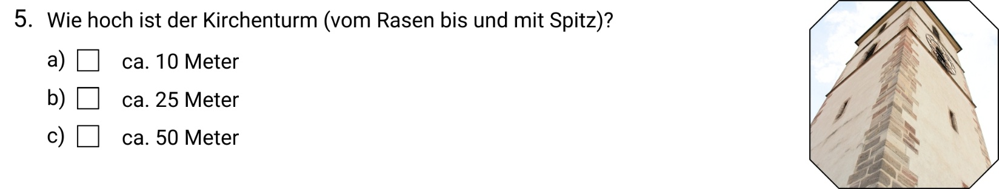 5. Wie hoch ist der Kirchenturm (vom Rasen bis und mit Spitz)?
a) ☐ ca. 10 Meter
b) ☐ ca. 25 Meter
c) ☐ ca. 50 Meter